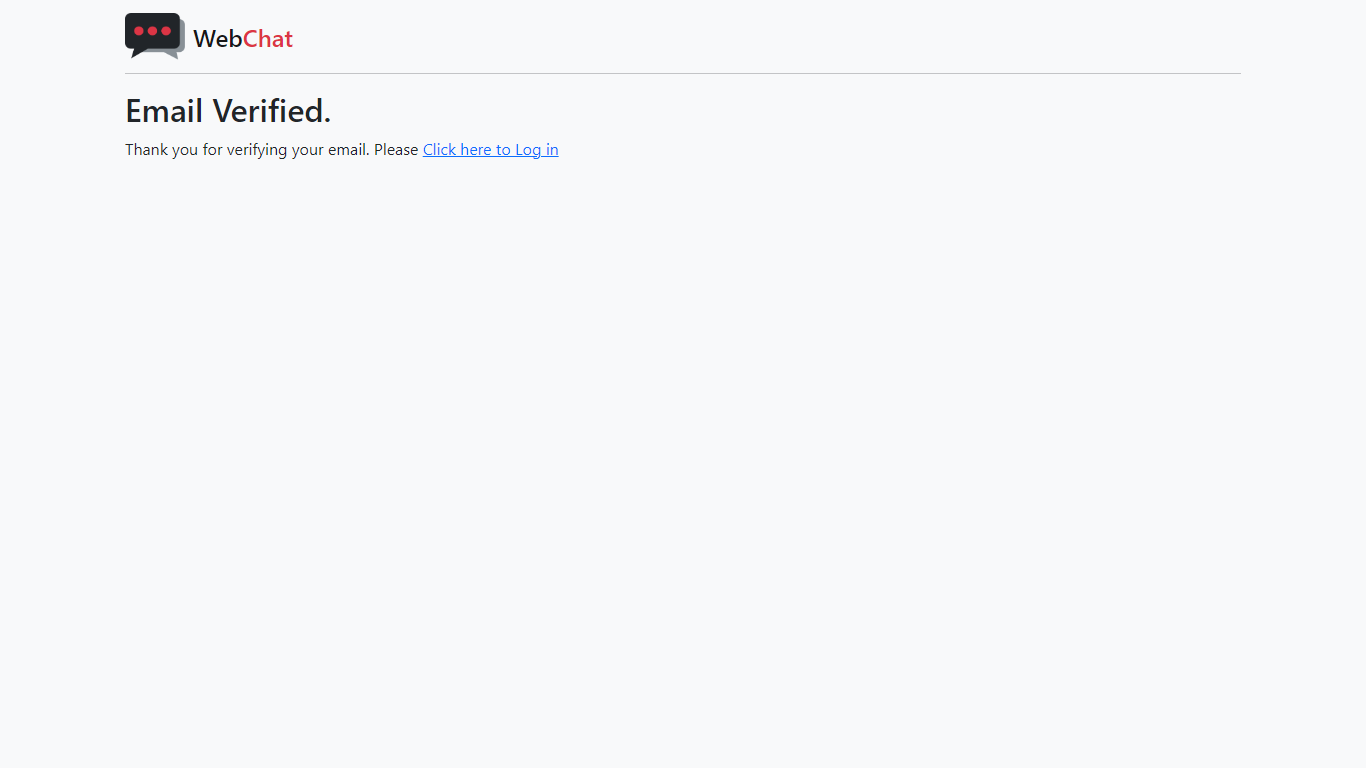 WebChat
Email Verified.
Thank you for verifying your email. Please Click here to Log in